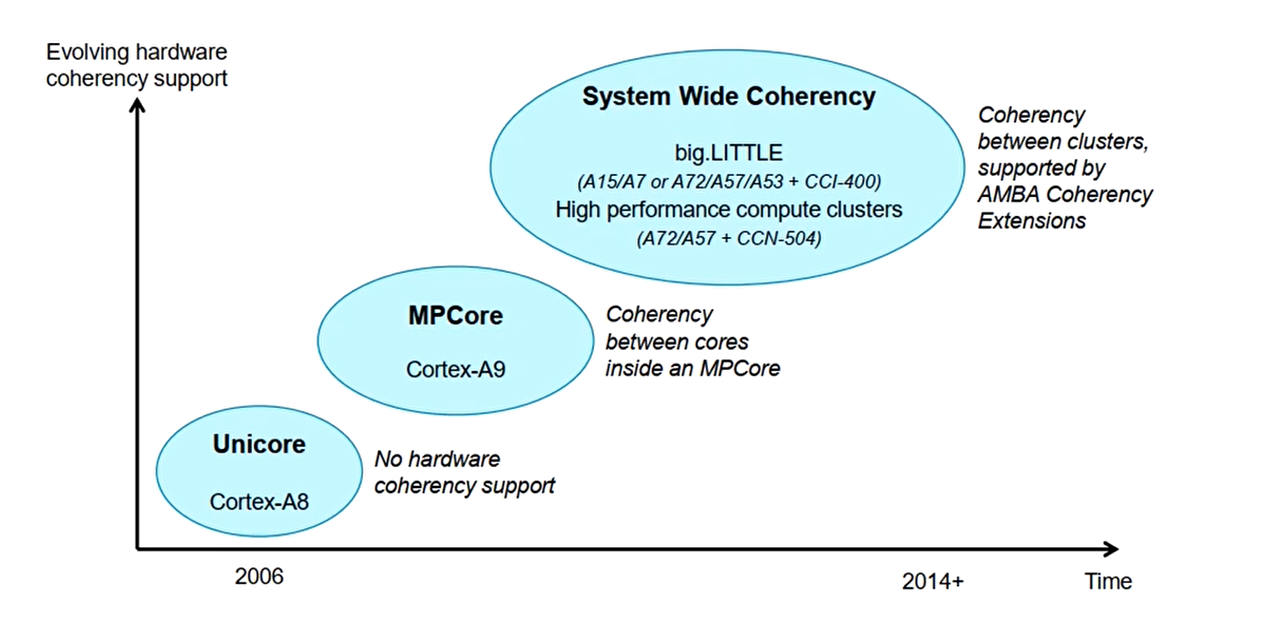 Evolving hardware
coherency support
System Wide Coherency
big.LITTLE
(A15/A7 or A72/A57/A53 + CCI-400)
High performance compute clusters
(A72/A57 + CCN-504)
Coherency
between clusters,
supported by
AMBA Coherency
Extensions
MPCore
Cortex-A9
Coherency
between cores
inside an MPCore
Unicore
Cortex-A8
No hardware
coherency support
2006
2014+
Time